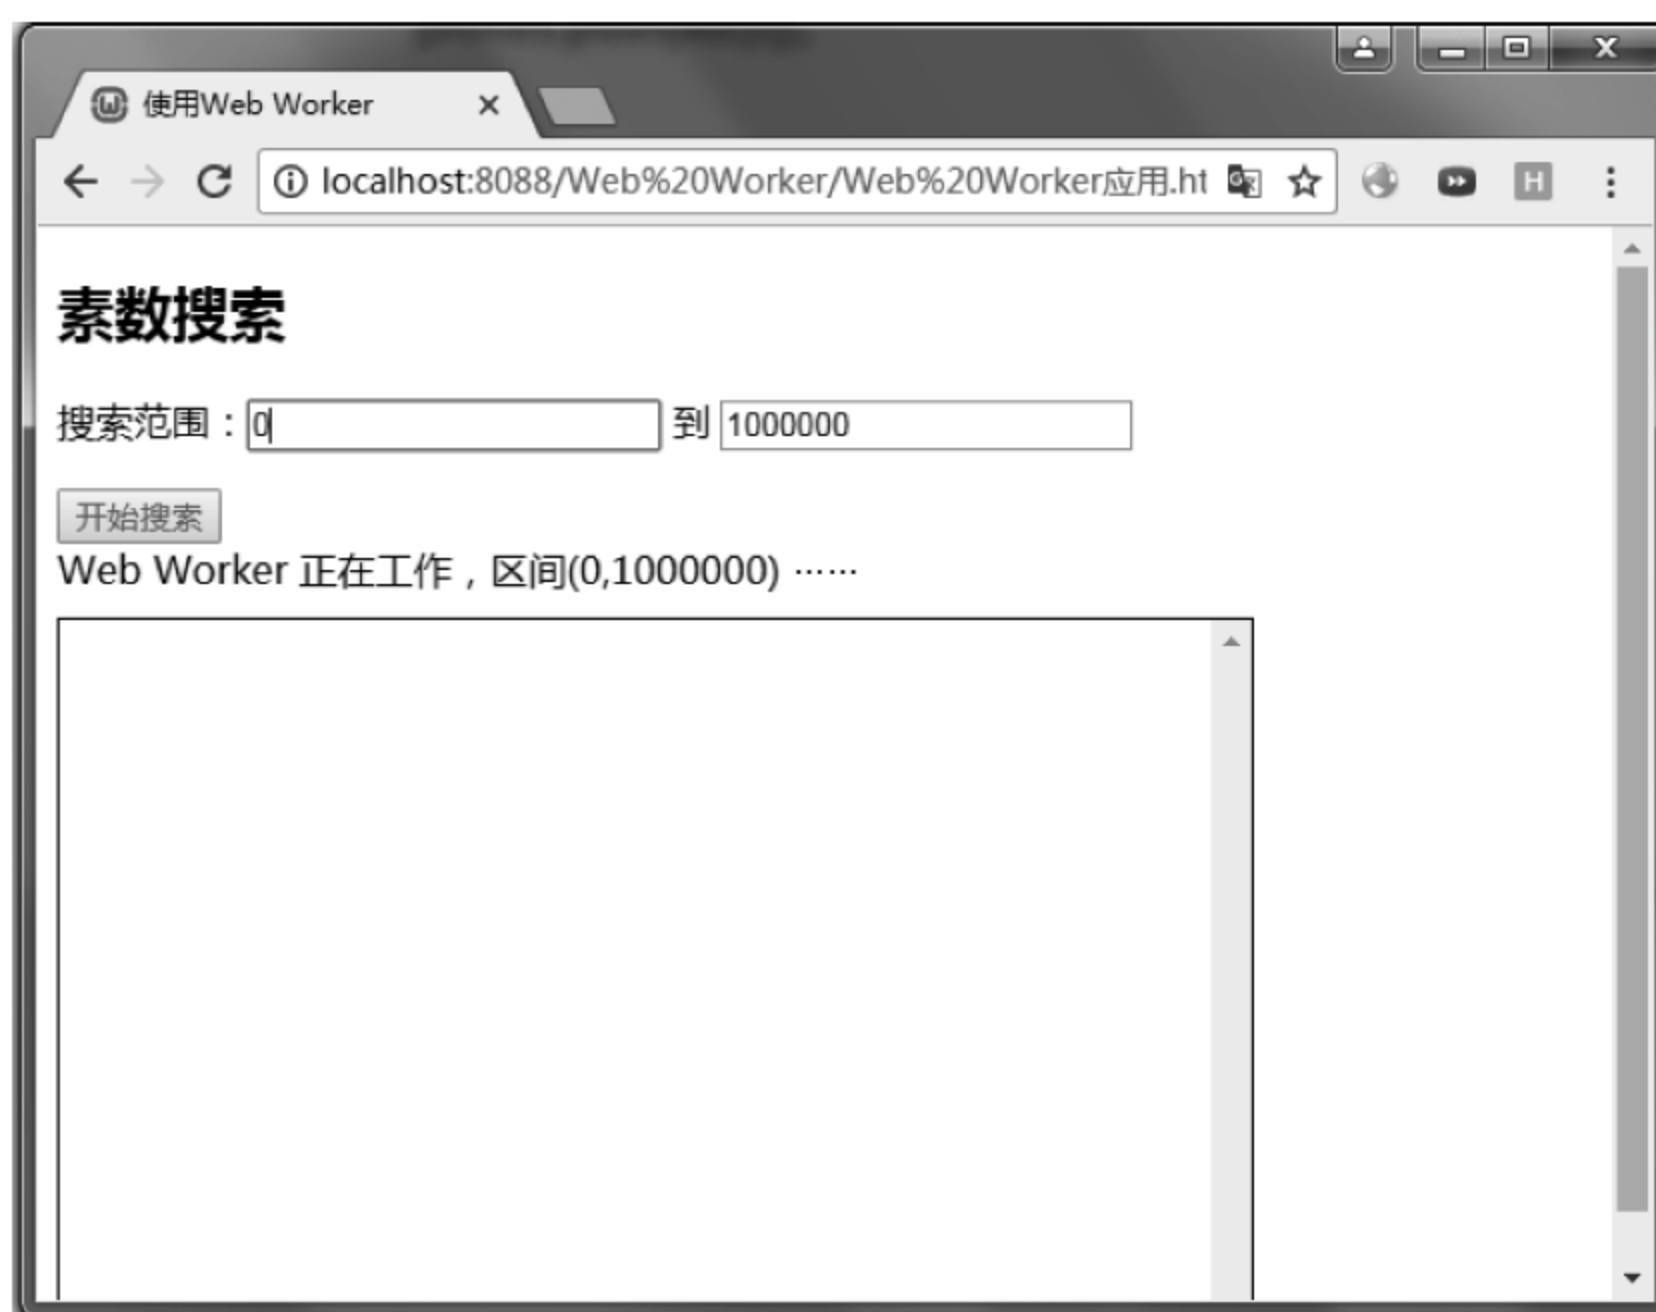 使用Web Worker
localhost:8088/Web%20Worker/Web%20Worker应用.ht
H
素数搜索
搜索范围：0 到 1000000
开始搜索
Web Worker 正在工作，区间(0,1000000) ……